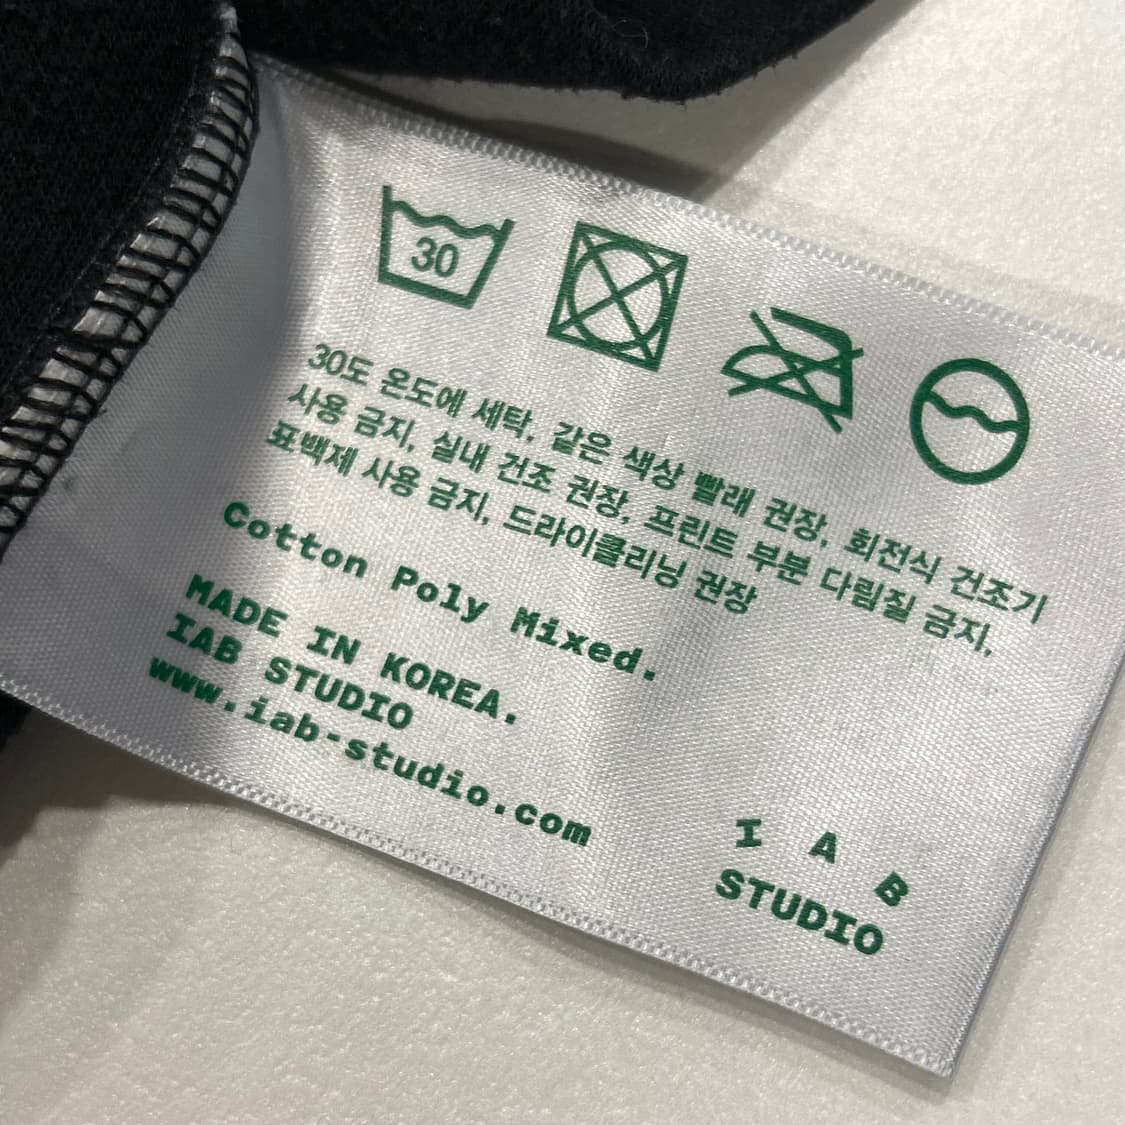 30
30도 온도에 세탁, 같은 색상 빨래 권장, 회전식 건조기
사용 금지, 실내 건조 권장, 프린트 부분 다림질 금지,
표백제 사용 금지, 드라이클리닝 권장
Cotton Poly Mixed.
MADE IN KOREA.
IAB STUDIO
www.iab-studio.com
I A B
STUDIO